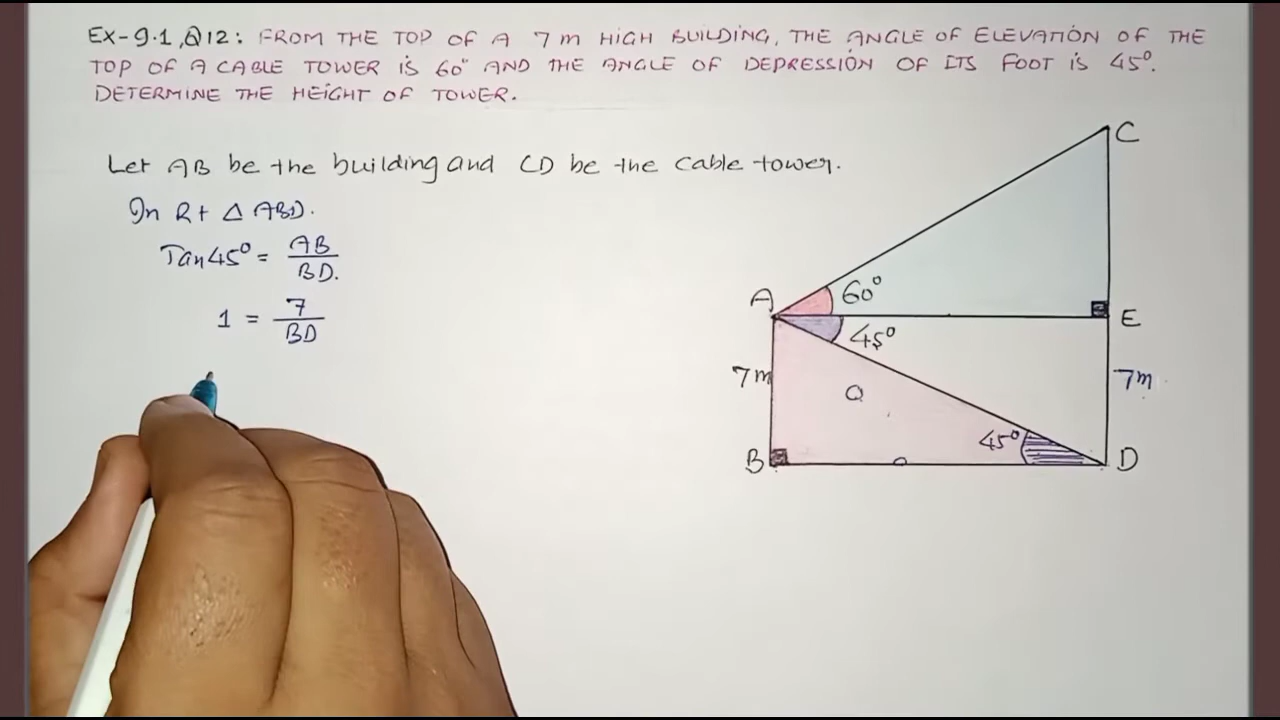 EX-9.1, Q12: FROM THE TOP OF A 7 m HIGH BUILDING, THE ANGLE OF ELEVATION OF THE
TOP OF A CABLE TOWER IS 60° AND THE ANGLE OF DEPRESSION OF ITS FOOT IS 45°.
DETERMINE THE HEIGHT OF TOWER.
Let AB be the building and CD be the cable tower.
In Rt △ ABD.
Tan45° = AB/BD.
1 = 7/BD
C
A 60°
E
45°
7m
7m
45°
B
D